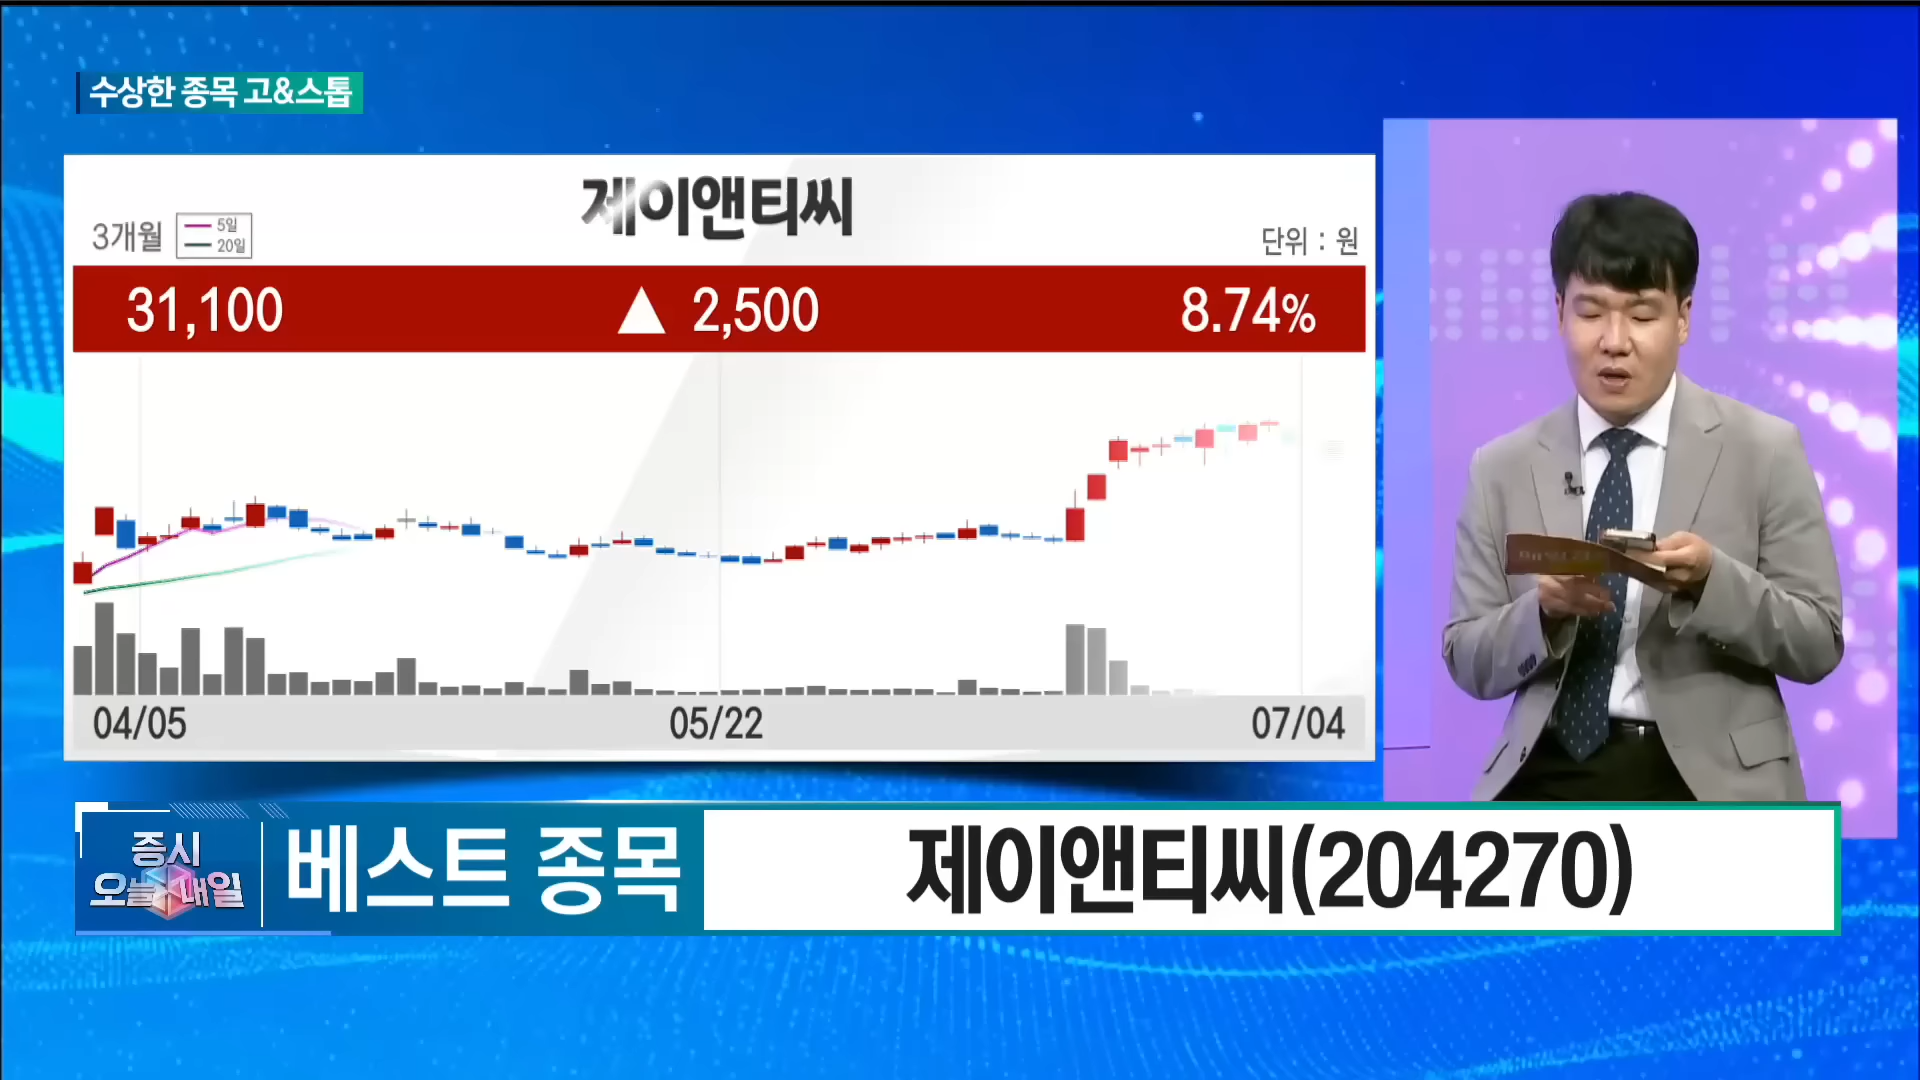 수상한 종목 고&스톱
제이앤티씨
3개월
5일
20일
단위 : 원
31,100 ▲ 2,500 8.74%
04/05 05/22 07/04
증시
오늘 내일
베스트 종목
제이앤티씨(204270)